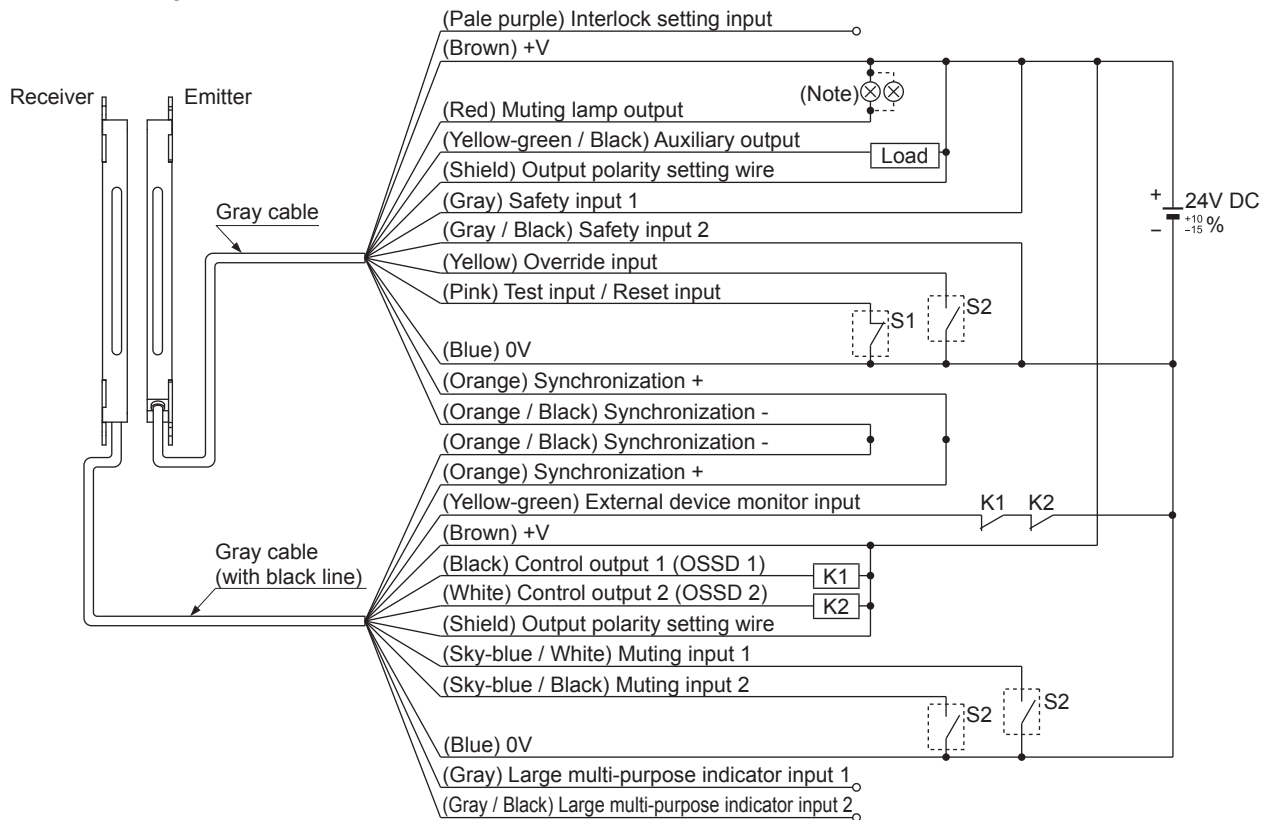 (Pale purple) Interlock setting input
(Brown) +V
Receiver
Emitter
(Note)
(Red) Muting lamp output
(Yellow-green / Black) Auxiliary output
Load
(Shield) Output polarity setting wire
(Gray) Safety input 1
Gray cable
(Gray / Black) Safety input 2
+
24V DC
+10
-15 %
−
(Yellow) Override input
(Pink) Test input / Reset input
S1
S2
(Blue) 0V
(Orange) Synchronization +
(Orange / Black) Synchronization -
(Orange / Black) Synchronization -
(Orange) Synchronization +
(Yellow-green) External device monitor input
K1
K2
(Brown) +V
Gray cable
(with black line)
(Black) Control output 1 (OSSD 1)
K1
(White) Control output 2 (OSSD 2)
K2
(Shield) Output polarity setting wire
(Sky-blue / White) Muting input 1
(Sky-blue / Black) Muting input 2
S2
S2
(Blue) 0V
(Gray) Large multi-purpose indicator input 1
(Gray / Black) Large multi-purpose indicator input 2